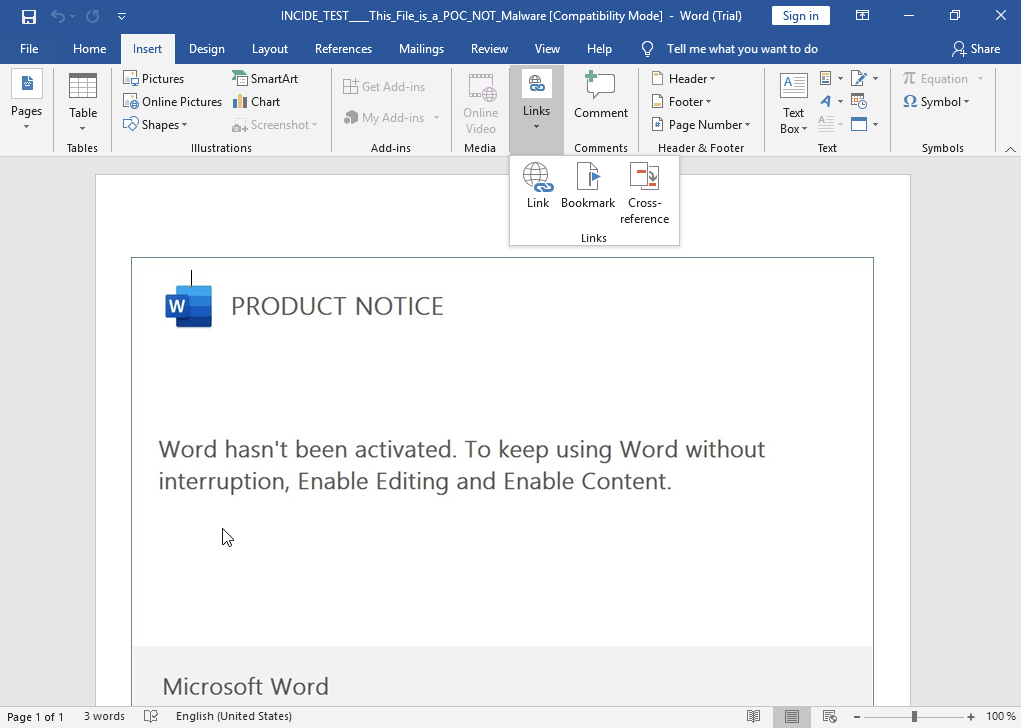 INCIDE_TEST___This_File_is_a_POC_NOT_Malware [Compatibility Mode] - Word (Trial)
Sign in
File Home Insert Design Layout References Mailings Review View Help Tell me what you want to do Share
Pages
Table
Tables
Pictures
Online Pictures
Shapes
SmartArt
Chart
Screenshot
Illustrations
Get Add-ins
My Add-ins
Add-ins
Online
Video
Media
Links
Comment
Comments
Header
Footer
Page Number
Header & Footer
Text
Box
Text
Equation
Symbol
Symbols
Link
Bookmark
Cross-
reference
Links
W
PRODUCT NOTICE
Word hasn't been activated. To keep using Word without
interruption, Enable Editing and Enable Content.
Microsoft Word
Page 1 of 1 3 words English (United States) 100 %